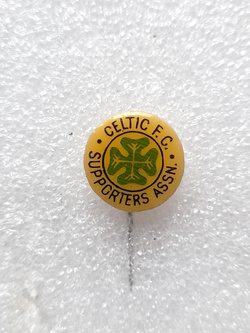 • CELTIC F.C. •
SUPPORTERS ASSN.